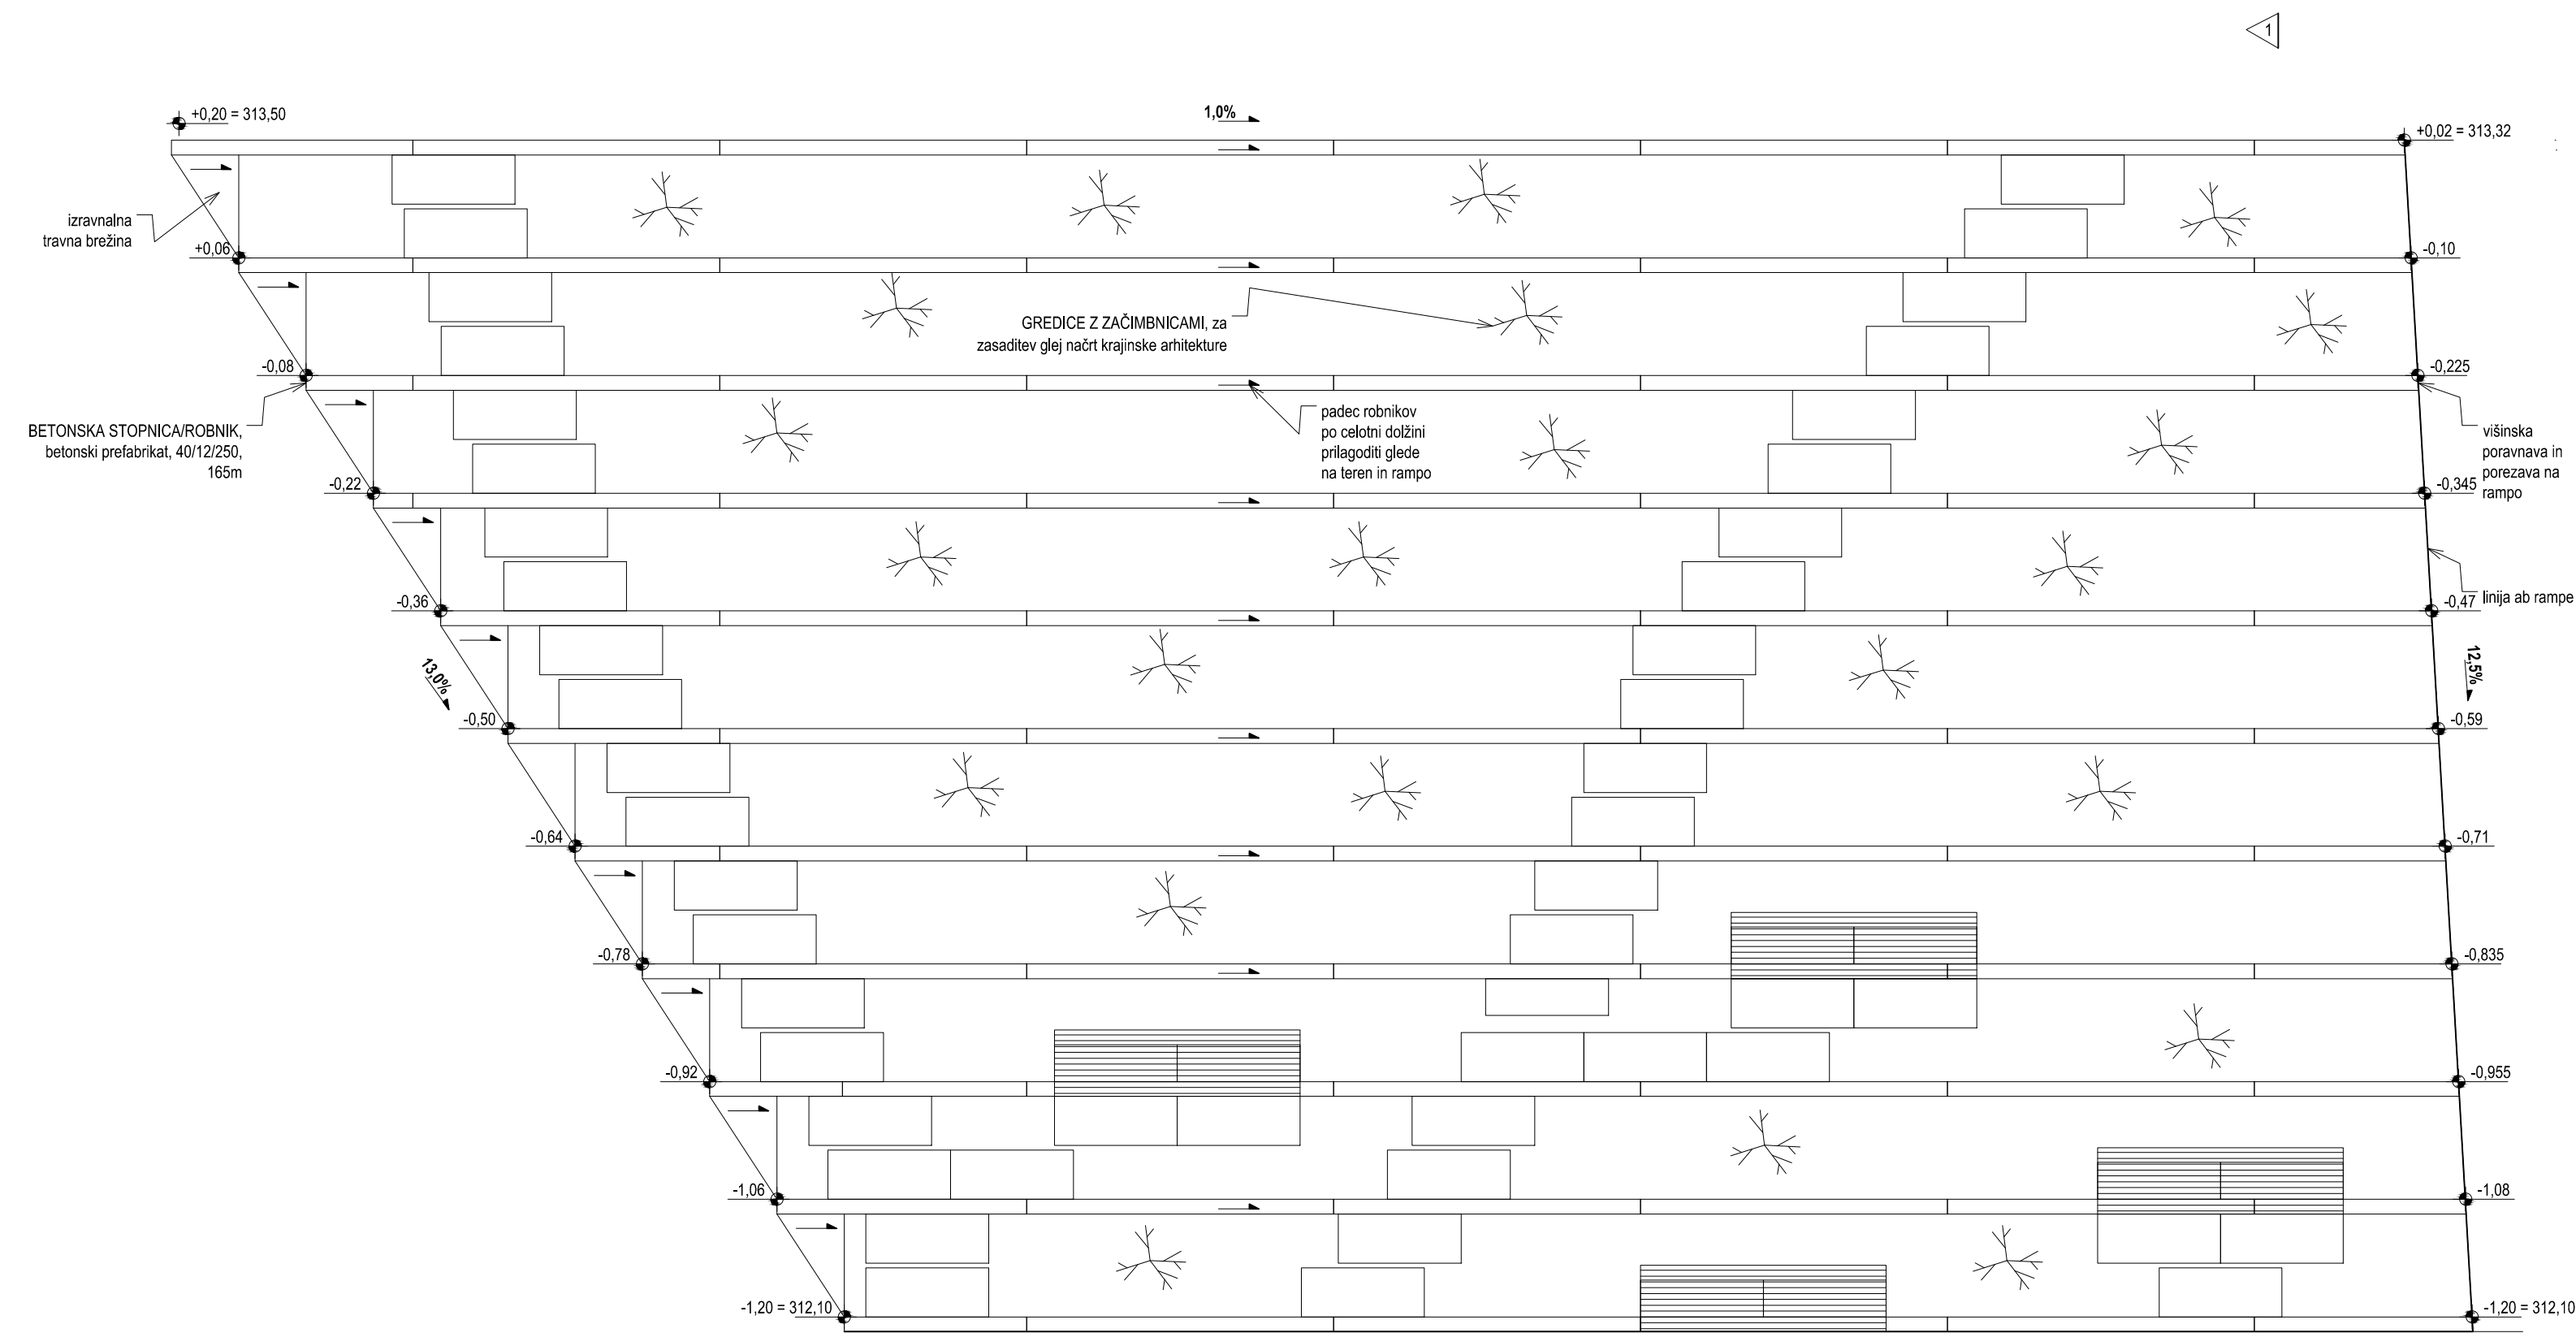 1
+0,20 = 313,50
1,0%
+0,02 = 313,32
izravnalna
travna brežina
+0,06
-0,10
GREDICE Z ZAČIMBNICAMI, za
zasaditev glej načrt krajinske arhitekture
-0,08
-0,225
BETONSKA STOPNICA/ROBNIK,
betonski prefabrikat, 40/12/250,
165m
padec robnikov
po celotni dolžini
prilagoditi glede
na teren in rampo
višinska
poravnava in
porezava na
rampo
-0,22
-0,345
-0,36
-0,47
linija ab rampe
13,0%
12,5%
-0,50
-0,59
-0,64
-0,71
-0,78
-0,835
-0,92
-0,955
-1,06
-1,08
-1,20 = 312,10
-1,20 = 312,10